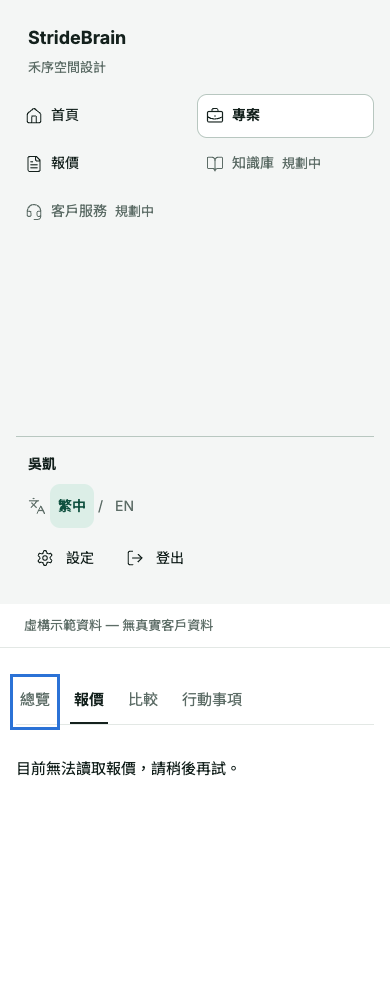 StrideBrain
禾序空間設計
首頁
專案
報價
知識庫 規劃中
客戶服務 規劃中
吳凱
繁中 / EN
設定
登出
虛構示範資料 — 無真實客戶資料
總覽 報價 比較 行動事項
目前無法讀取報價，請稍後再試。